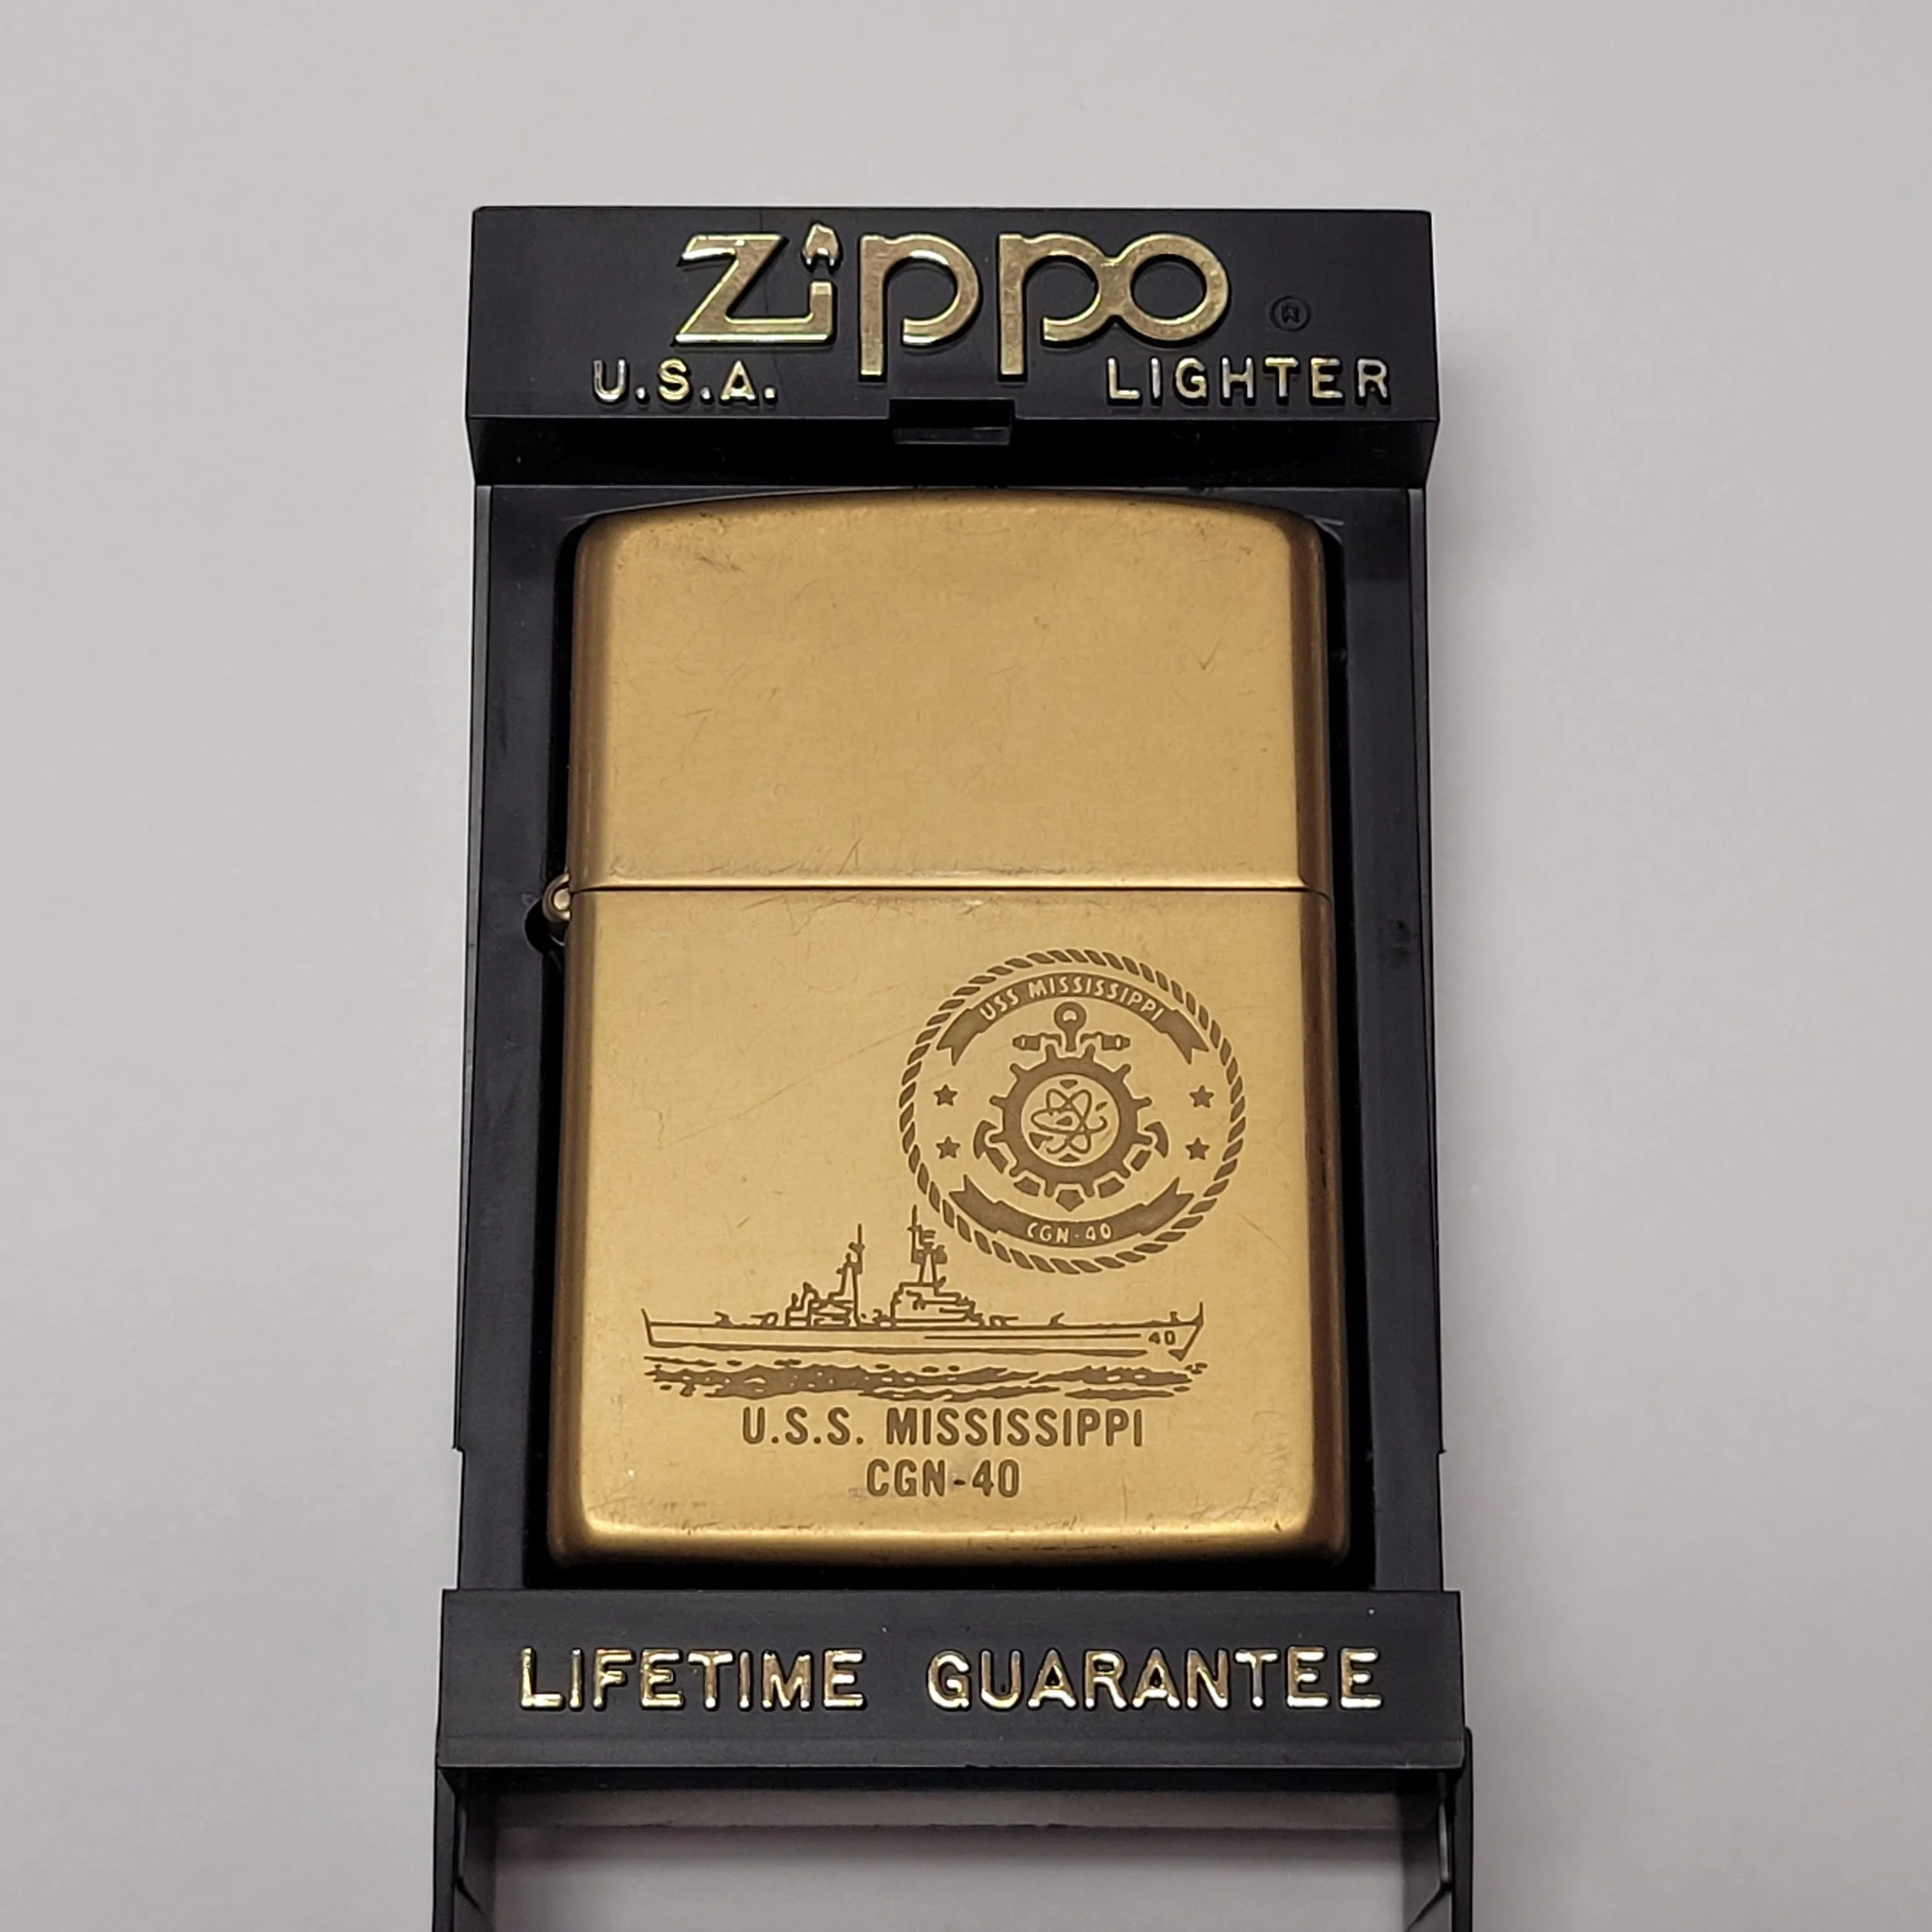 Zippo ®
U.S.A. LIGHTER
USS MISSISSIPPI
CGN-40
40
U.S.S. MISSISSIPPI
CGN-40
LIFETIME GUARANTEE